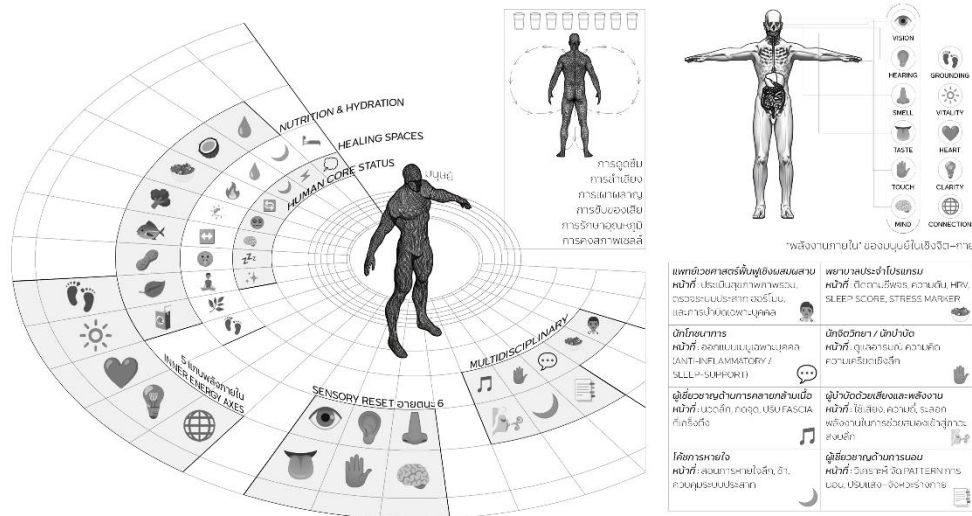 NUTRITION & HYDRATION
HEALING SPACES
HUMAN CORE STATUS
มนุษย์
5 แกนพลังภายใน
INNER ENERGY AXES
SENSORY RESET อายตนะ 6
MULTIDISCIPLINARY
การดูดซึม
การลำเลียง
การเผาผลาญ
การขับของเสีย
การรักษาอุณหภูมิ
การคงสภาพเซลล์
VISION
HEARING
GROUNDING
SMELL
VITALITY
TASTE
HEART
TOUCH
CLARITY
MIND
CONNECTION
"พลังงานภายใน" ของมนุษย์ในเชิงจิต–กาย
แพทย์เวชศาสตร์ฟื้นฟูเชิงผสมผสาน
หน้าที่ : ประเมินสุขภาพภาพรวม,
ตรวจระบบประสาท ฮอร์โมน,
และการบำบัดเฉพาะบุคคล
พยาบาลประจำโปรแกรม
หน้าที่ : ติดตามชีพจร, ความดัน, HRV,
SLEEP SCORE, STRESS MARKER
นักโภชนาการ
หน้าที่ : ออกแบบเมนูเฉพาะบุคคล
(ANTI-INFLAMMATORY /
SLEEP-SUPPORT)
นักจิตวิทยา / นักบำบัด
หน้าที่ : ดูแลอารมณ์ ความคิด
ความเครียดเชิงลึก
ผู้เชี่ยวชาญด้านการคลายกล้ามเนื้อ
หน้าที่ : นวดลึก, กดจุด, ปรับ FASCIA
ที่เกร็งตึง
ผู้บำบัดด้วยเสียงและพลังงาน
หน้าที่ : ใช้เสียง, ความถี่, ระลอก
พลังงานในการช่วยสมองเข้าสู่ภาวะ
สงบลึก
โค้ชการหายใจ
หน้าที่ : สอนการหายใจลึก, ช้า,
ควบคุมระบบประสาท
ผู้เชี่ยวชาญด้านการนอน
หน้าที่ : วิเคราะห์ จัด PATTERN การ
นอน, ปรับแสง–จังหวะร่างกาย